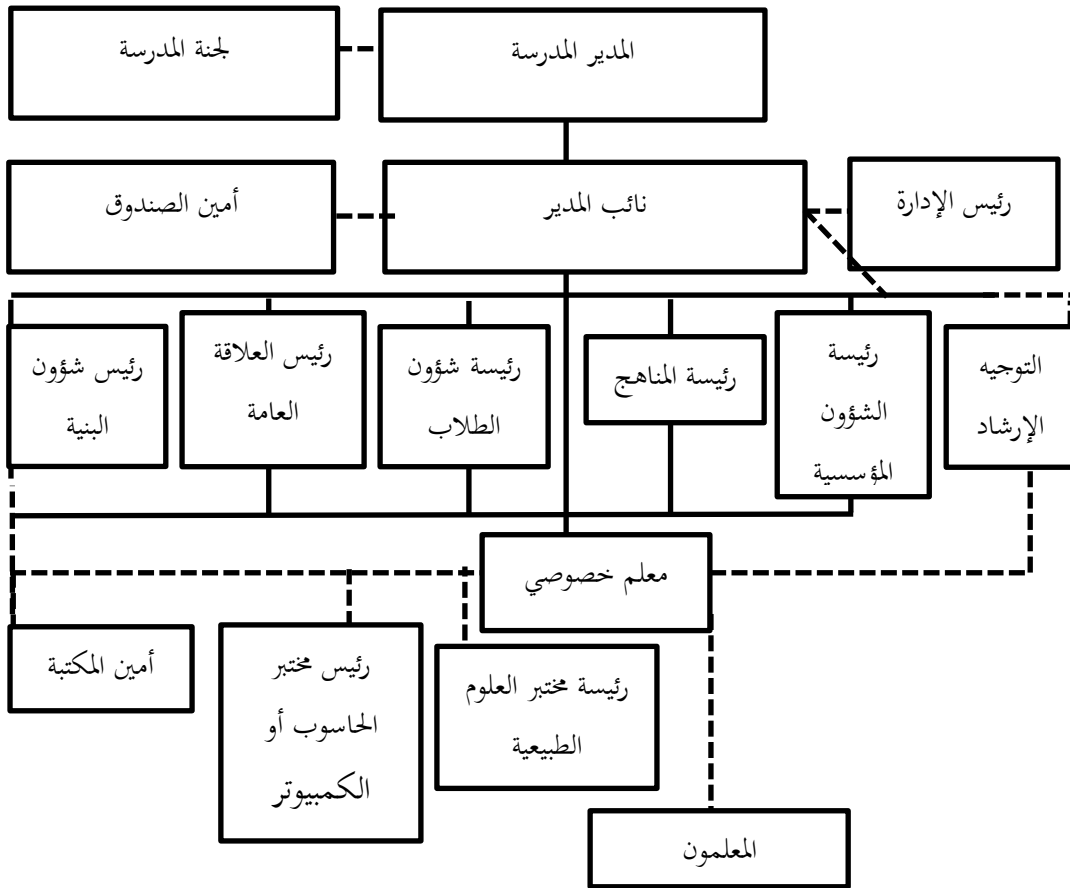 المدير المدرسة
لجنة المدرسة
رئيس الإدارة
نائب المدير
أمين الصندوق
التوجيه
الإرشاد
رئيسة
الشؤون
المؤسسية
رئيسة المناهج
رئيسة شؤون
الطلاب
رئيس العلاقة
العامة
رئيس شؤون
البنية
معلم خصوصي
رئيسة مختبر العلوم
الطبيعية
رئيس مختبر
الحاسوب أو
الكمبيوتر
أمين المكتبة
المعلمون